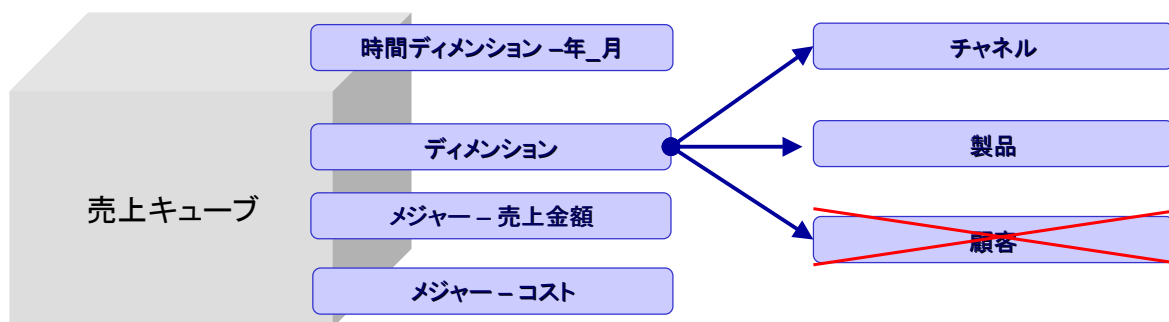 時間ディメンション –年_月
チャネル
ディメンション
製品
売上キューブ
メジャー – 売上金額
顧客
メジャー – コスト